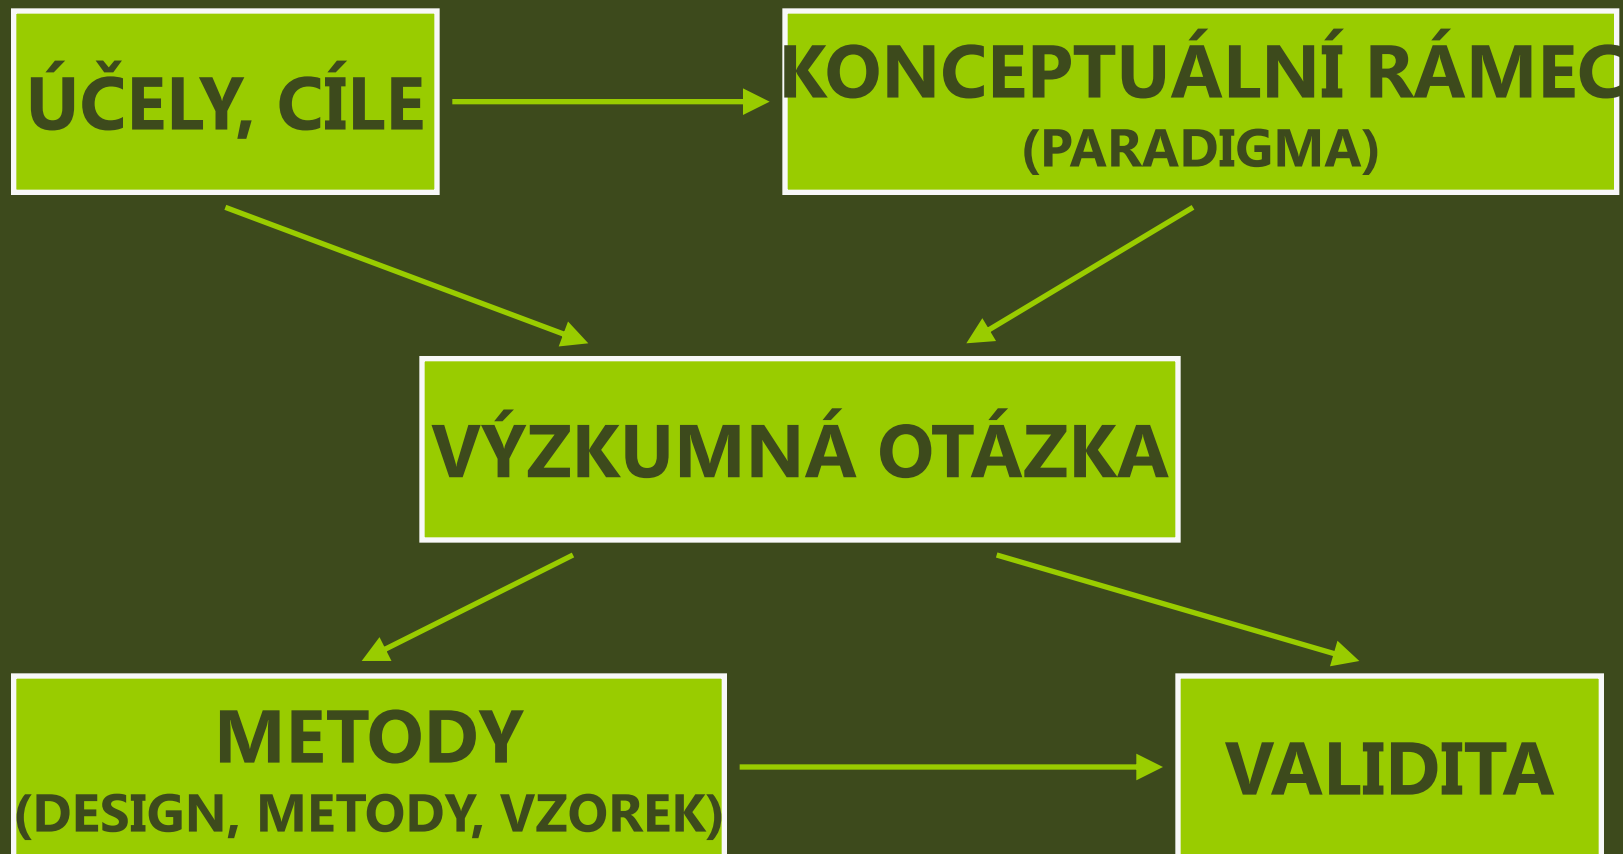 ÚČELY, CÍLE
KONCEPTUÁLNÍ RÁMEC
(PARADIGMA)
VÝZKUMNÁ OTÁZKA
METODY
(DESIGN, METODY, VZOREK)
VALIDITA